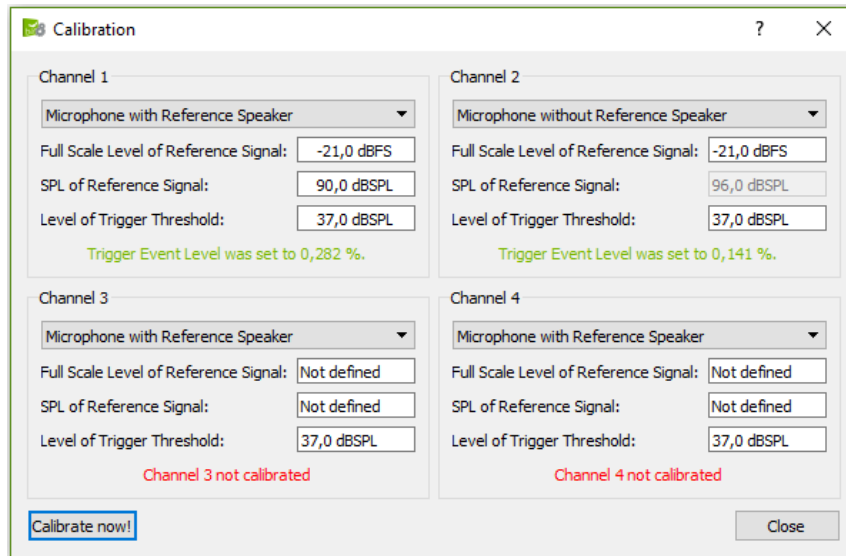 Calibration
Channel 1
Microphone with Reference Speaker
Full Scale Level of Reference Signal: -21,0 dBFS
SPL of Reference Signal: 90,0 dBSPL
Level of Trigger Threshold: 37,0 dBSPL
Trigger Event Level was set to 0,282 %.
Channel 2
Microphone without Reference Speaker
Full Scale Level of Reference Signal: -21,0 dBFS
SPL of Reference Signal: 96,0 dBSPL
Level of Trigger Threshold: 37,0 dBSPL
Trigger Event Level was set to 0,141 %.
Channel 3
Microphone with Reference Speaker
Full Scale Level of Reference Signal: Not defined
SPL of Reference Signal: Not defined
Level of Trigger Threshold: 37,0 dBSPL
Channel 3 not calibrated
Channel 4
Microphone with Reference Speaker
Full Scale Level of Reference Signal: Not defined
SPL of Reference Signal: Not defined
Level of Trigger Threshold: 37,0 dBSPL
Channel 4 not calibrated
Calibrate now!
Close